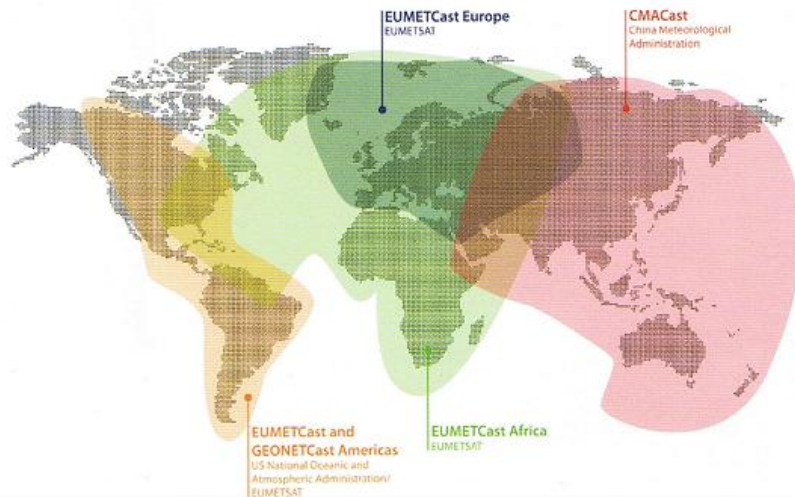 EUMETCast Europe
EUMETSAT
CMACast
China Meteorological
Administration
EUMETCast and
GEONETCast Americas
US National Oceanic and
Atmospheric Administration/
EUMETSAT
EUMETCast Africa
EUMETSAT